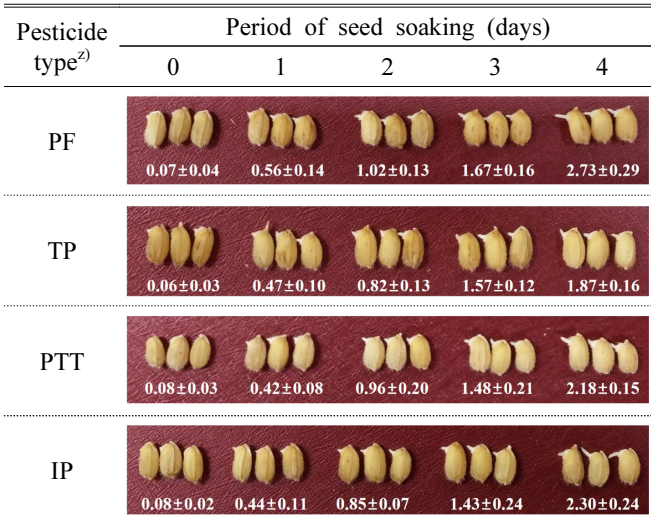 Pesticide typeᶻ⁾ Period of seed soaking (days)
0 1 2 3 4
PF
0.07±0.04 0.56±0.14 1.02±0.13 1.67±0.16 2.73±0.29
TP
0.06±0.03 0.47±0.10 0.82±0.13 1.57±0.12 1.87±0.16
PTT
0.08±0.03 0.42±0.08 0.96±0.20 1.48±0.21 2.18±0.15
IP
0.08±0.02 0.44±0.11 0.85±0.07 1.43±0.24 2.30±0.24